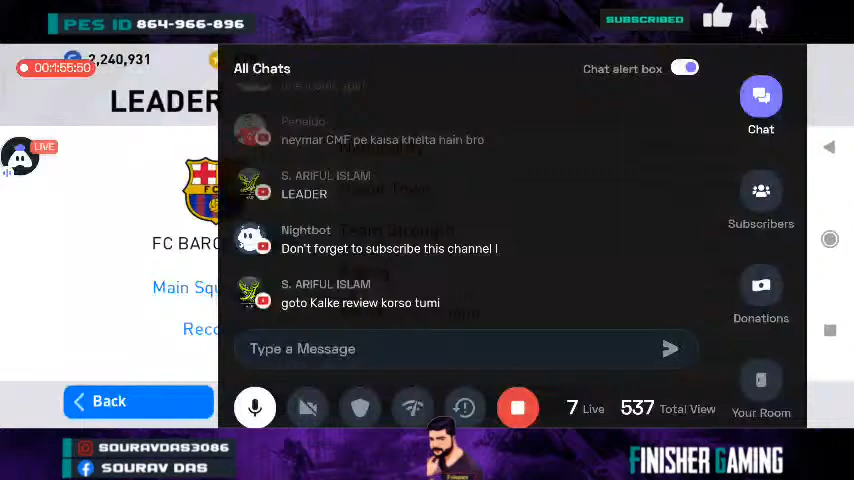 PES ID 864-966-896
SUBSCRIBED
2,240,931
00:1:55:50
LEADER
LIVE
FC BARC
Main Squ
Reco
Back
All Chats
Chat alert box
Penaldo
neymar CMF pe kaisa khelta hain bro
S. ARIFUL ISLAM
LEADER
Nightbot
Don't forget to subscribe this channel !
S. ARIFUL ISLAM
goto Kalke review korso tumi
Type a Message
Chat
Subscribers
Donations
Your Room
7 Live 537 Total View
SOURAVDAS3086
SOURAV DAS
FINISHER GAMING